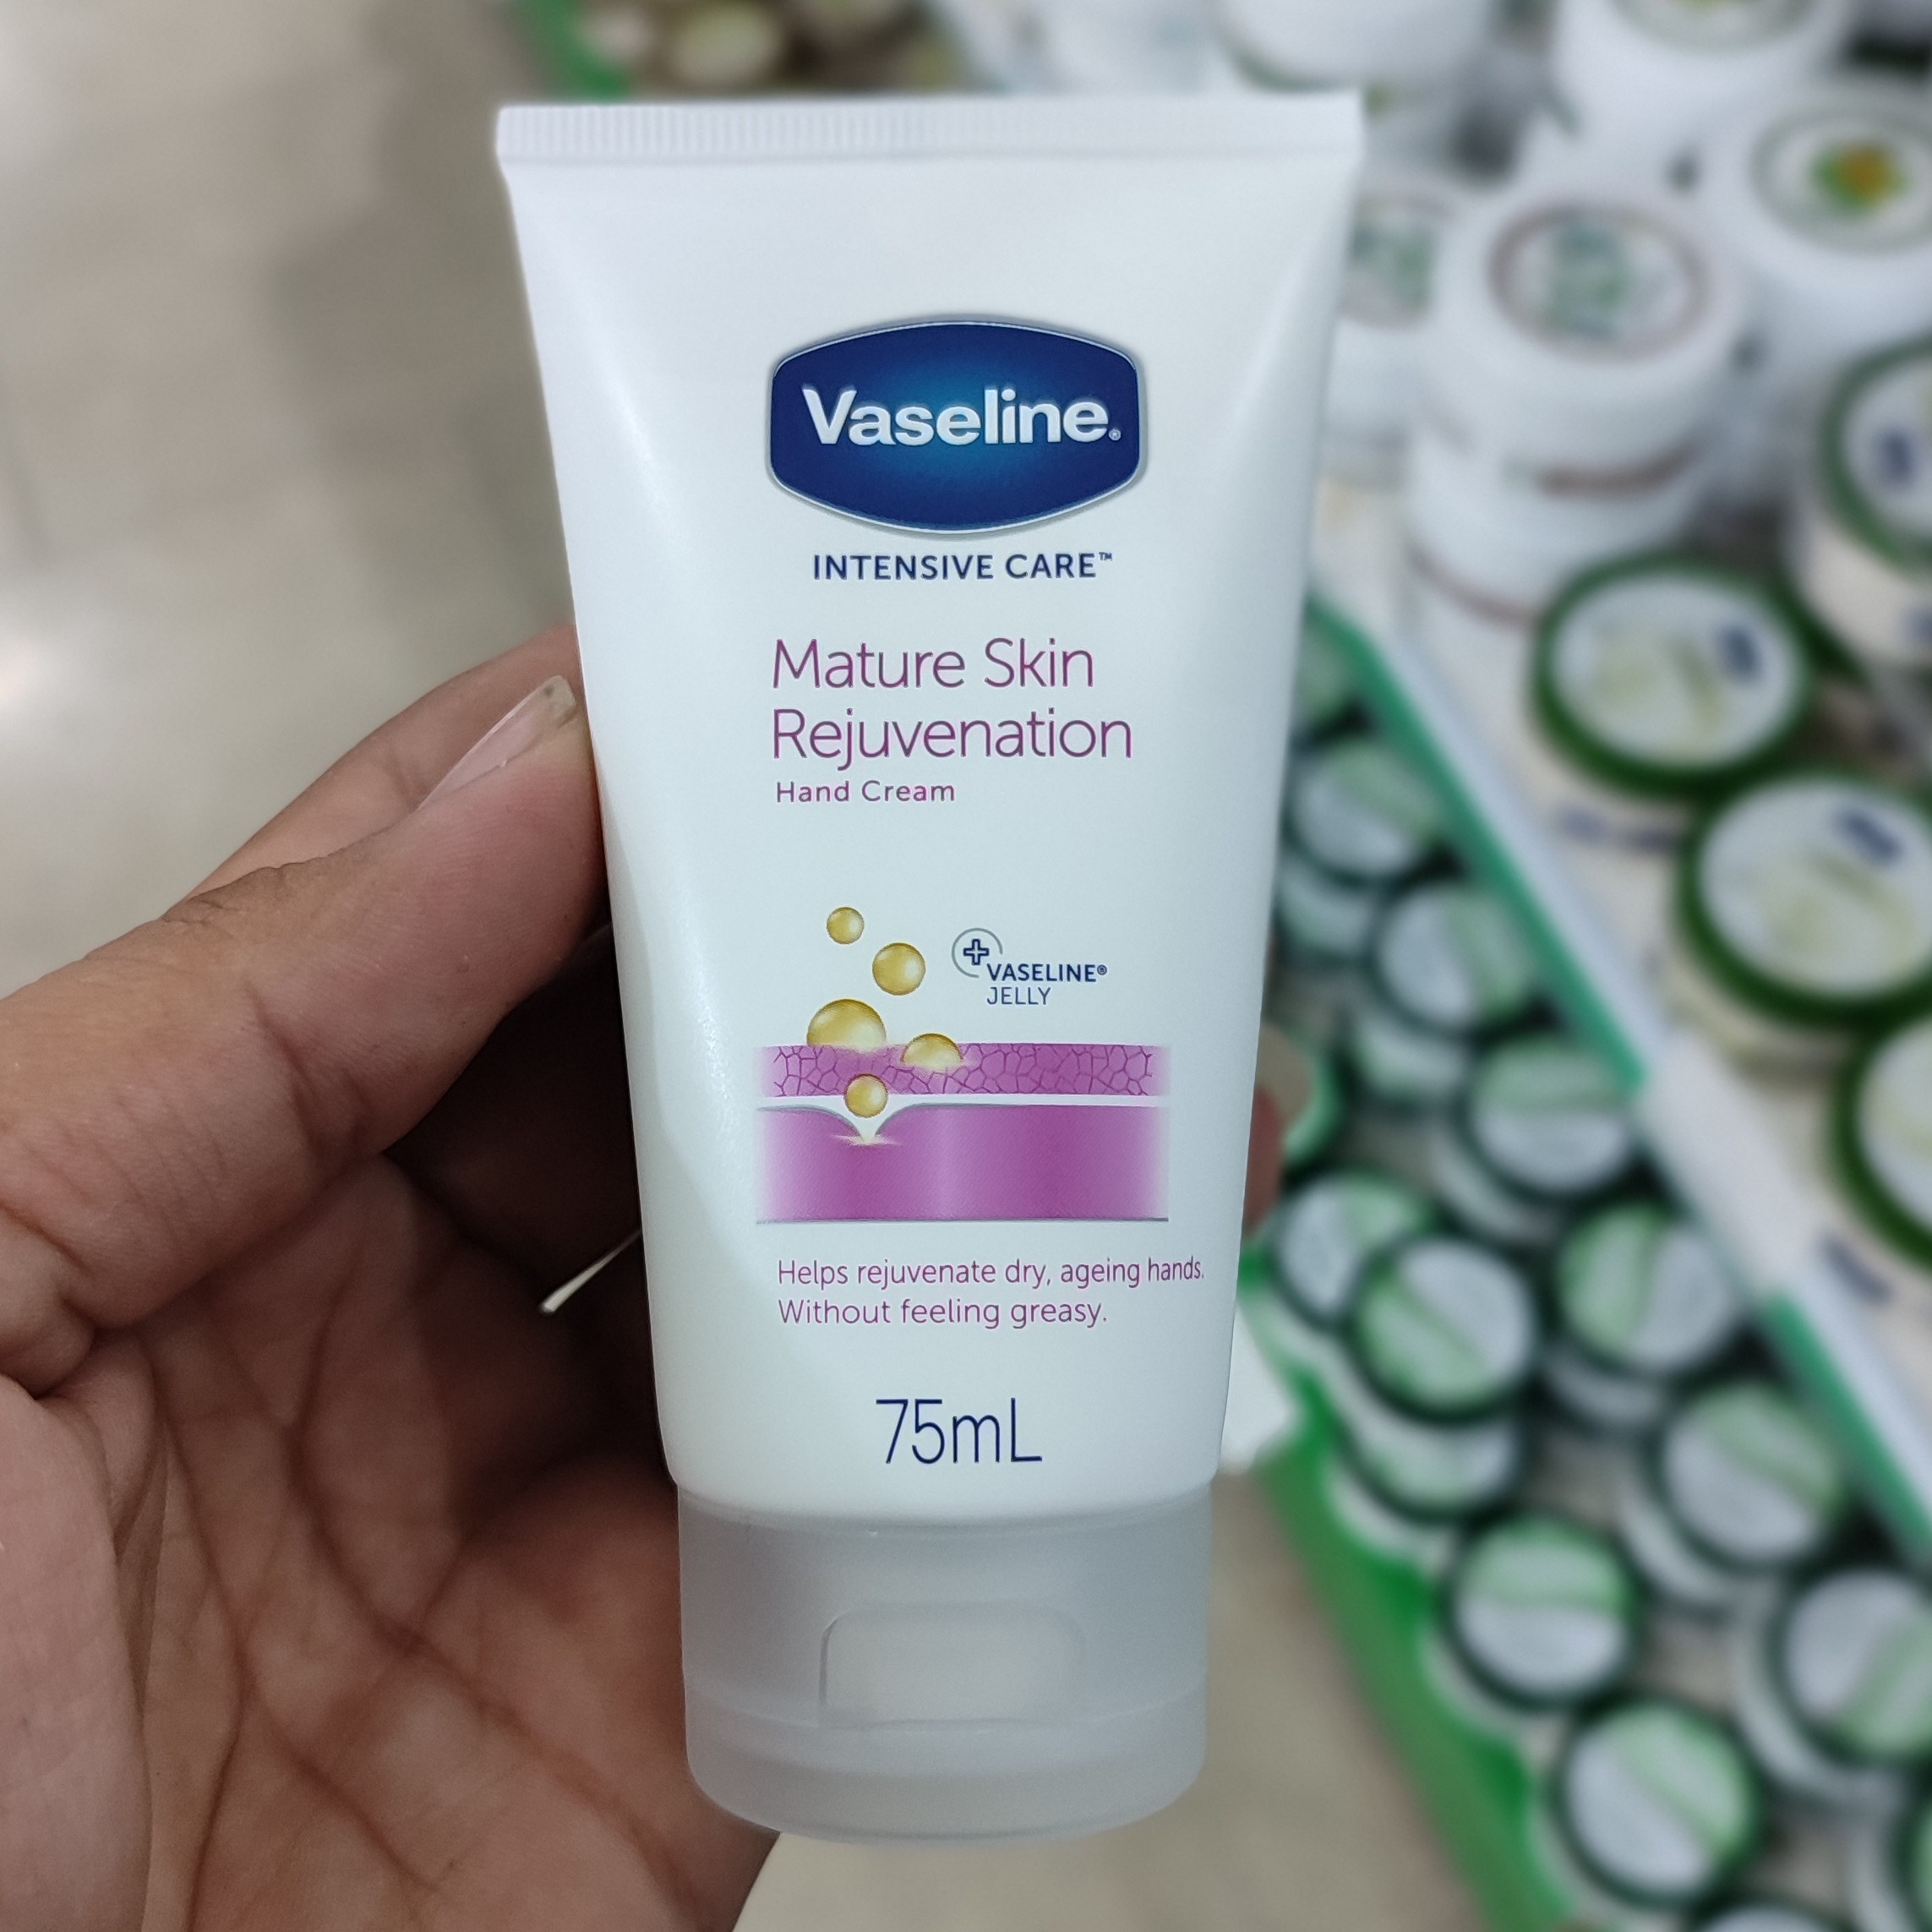 Vaseline®
INTENSIVE CARE™
Mature Skin
Rejuvenation
Hand Cream
VASELINE®
JELLY
Helps rejuvenate dry, ageing hands.
Without feeling greasy.
75mL